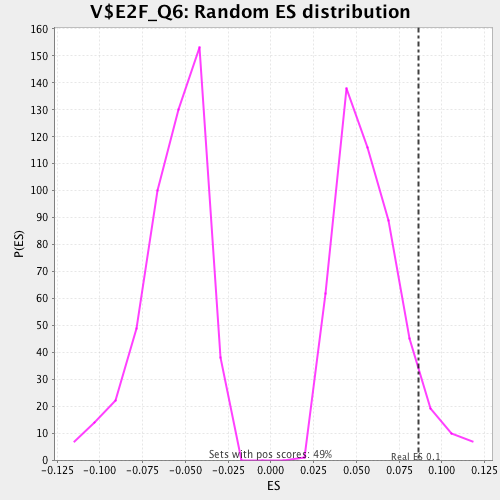 V$E2F_Q6: Random ES distribution
160
150
140
130
120
110
100
90
80
70
60
50
40
30
20
10
0
P(ES)
Sets with pos scores: 49%
Real ES 0.1
-0.125 -0.100 -0.075 -0.050 -0.025 0.000 0.025 0.050 0.075 0.100 0.125
ES